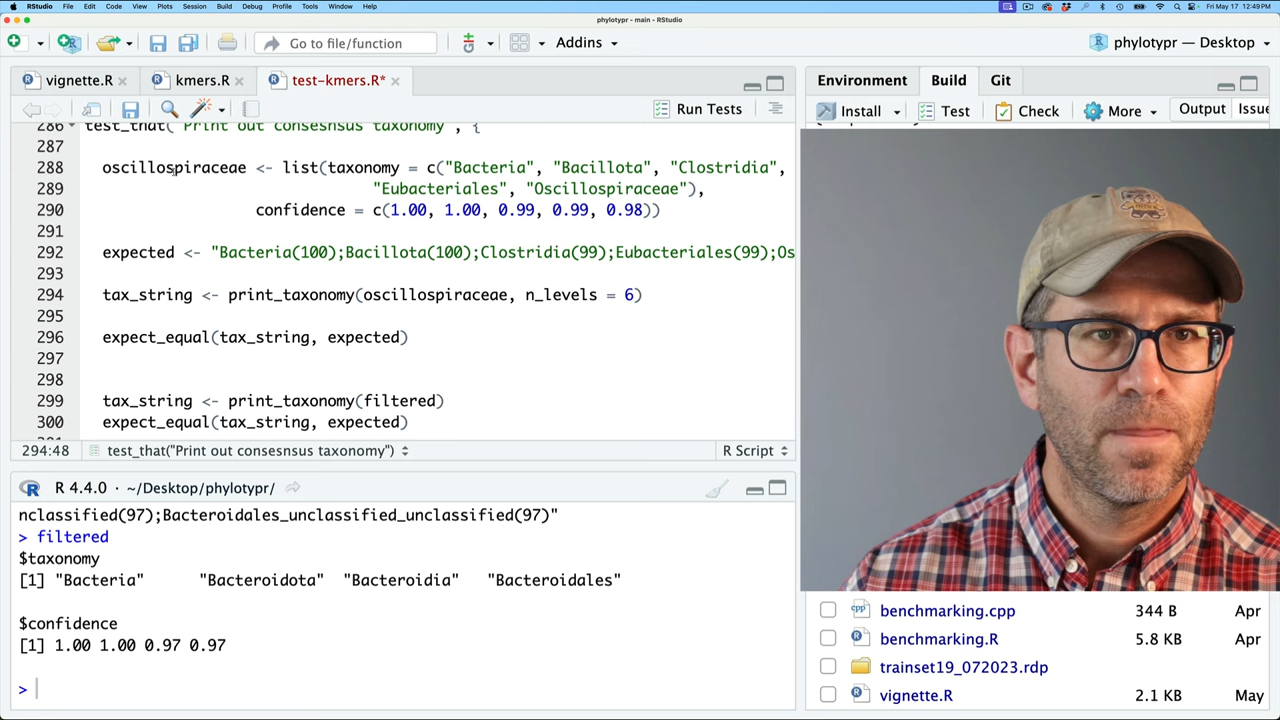 RStudio File Edit Code View Plots Session Build Debug Profile Tools Window Help Fri May 17 12:49 PM
phylotypr - main - RStudio
Go to file/function Addins phylotypr — Desktop
vignette.R kmers.R test-kmers.R* Environment Build Git
Run Tests Install Test Check More Output Issue
286 test_that("Print out consesnsus taxonomy", {
287
288 oscillospiraceae <- list(taxonomy = c("Bacteria", "Bacillota", "Clostridia",
289 "Eubacteriales", "Oscillospiraceae"),
290 confidence = c(1.00, 1.00, 0.99, 0.99, 0.98))
291
292 expected <- "Bacteria(100);Bacillota(100);Clostridia(99);Eubacteriales(99);Os
293
294 tax_string <- print_taxonomy(oscillospiraceae, n_levels = 6)
295
296 expect_equal(tax_string, expected)
297
298
299 tax_string <- print_taxonomy(filtered)
300 expect_equal(tax_string, expected)
294:48 test_that("Print out consesnsus taxonomy") R Script
R 4.4.0 · ~/Desktop/phylotypr/
nclassified(97);Bacteroidales_unclassified_unclassified(97)"
> filtered
$taxonomy
[1] "Bacteria" "Bacteroidota" "Bacteroidia" "Bacteroidales"
$confidence
[1] 1.00 1.00 0.97 0.97
>
benchmarking.cpp 344 B Apr
benchmarking.R 5.8 KB Apr
trainset19_072023.rdp
vignette.R 2.1 KB May